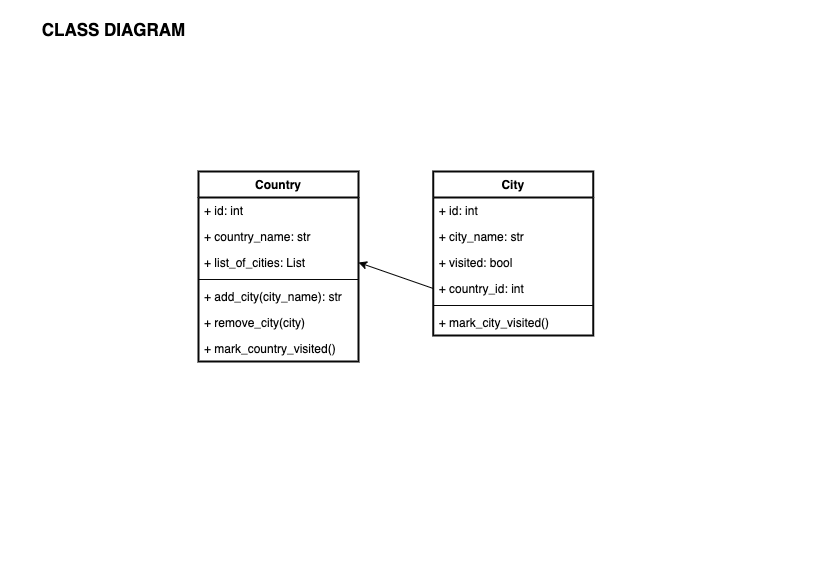 CLASS DIAGRAM
Country
+ id: int
+ country_name: str
+ list_of_cities: List
+ add_city(city_name): str
+ remove_city(city)
+ mark_country_visited()
City
+ id: int
+ city_name: str
+ visited: bool
+ country_id: int
+ mark_city_visited()